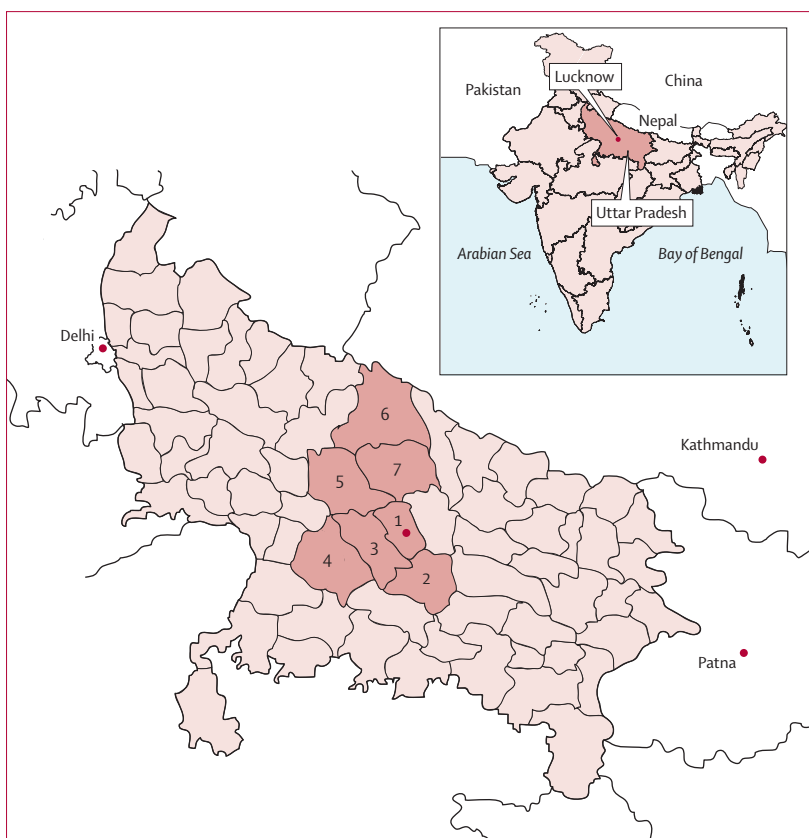 Lucknow
China
Pakistan
Nepal
Uttar Pradesh
Arabian Sea
Bay of Bengal
Delhi
6
Kathmandu
7
5
1
3
4
2
Patna